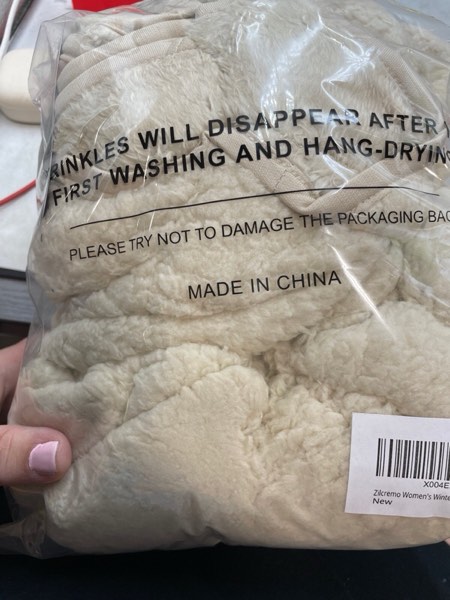 RINKLES WILL DISAPPEAR AFTER
FIRST WASHING AND HANG-DRYIN
PLEASE TRY NOT TO DAMAGE THE PACKAGING BAG
MADE IN CHINA
X004E
Zilcremo Women's Winte
New